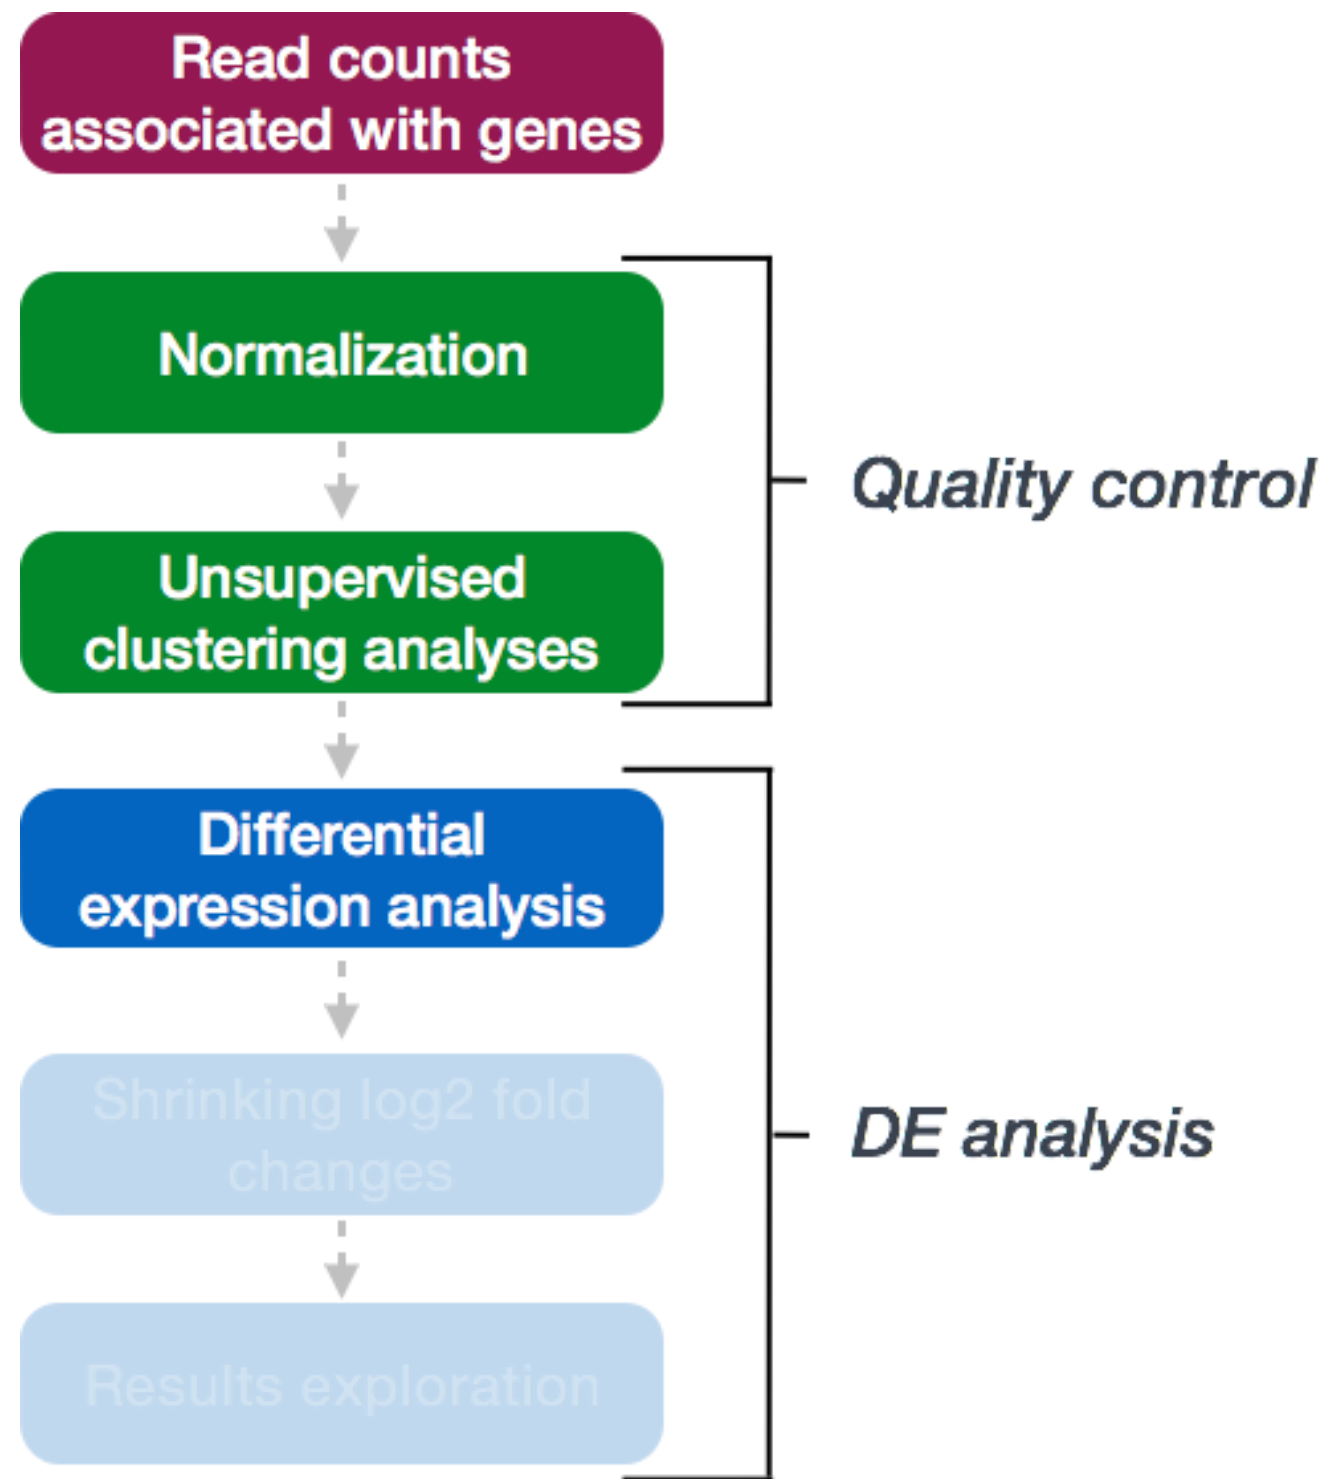 Read counts
associated with genes
Normalization
Quality control
Unsupervised
clustering analyses
Differential
expression analysis
Shrinking log2 fold
changes
DE analysis
Results exploration